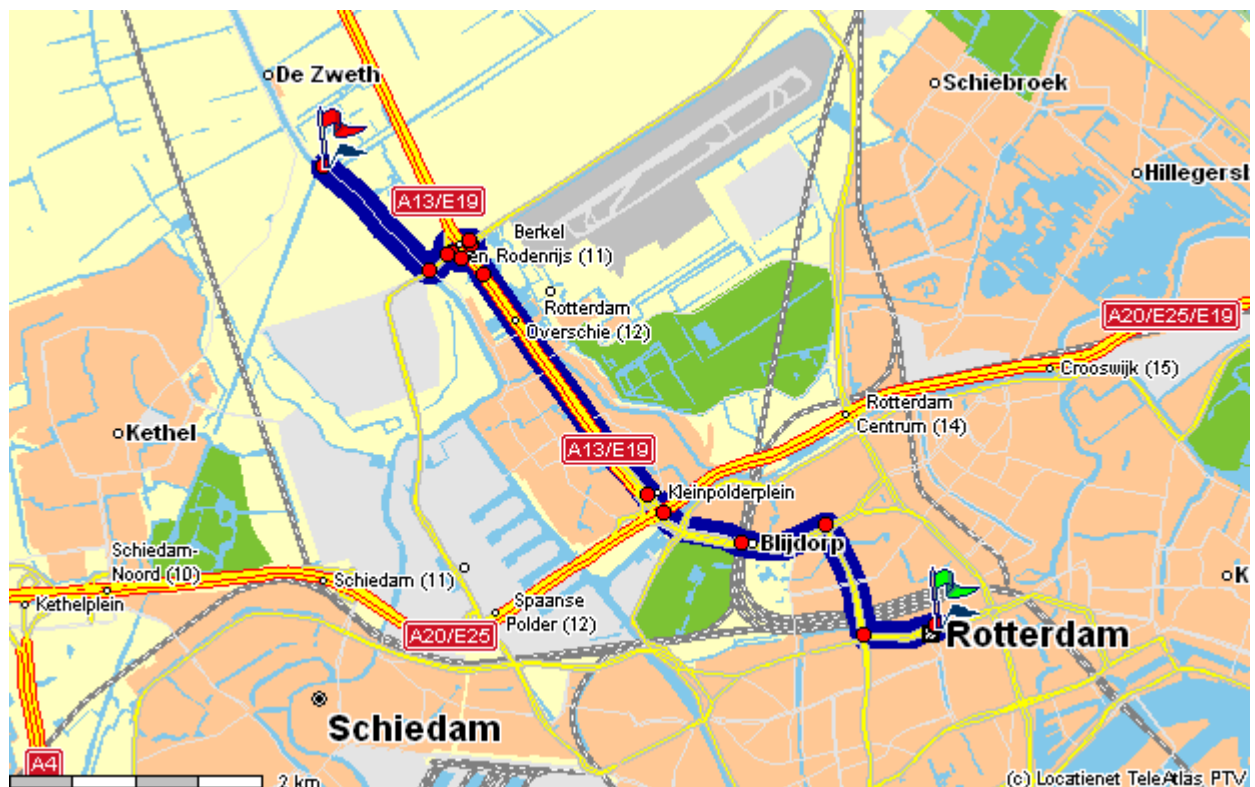 De Zweth
Schiebroek
Hillegersb
A13/E19
Berkel
en Rodenrijs (11)
Rotterdam
Overschie (12)
A20/E25/E19
Crooswijk (15)
Rotterdam
Centrum (14)
Kethel
A13/E19
Kleinpolderplein
Blijdorp
Schiedam-
Noord (10)
Schiedam (11)
Kethelplein
Spaanse
Polder (12)
A20/E25
K
Rotterdam
Schiedam
A4
2 km
(c) Locatienet TeleAtlas PTV